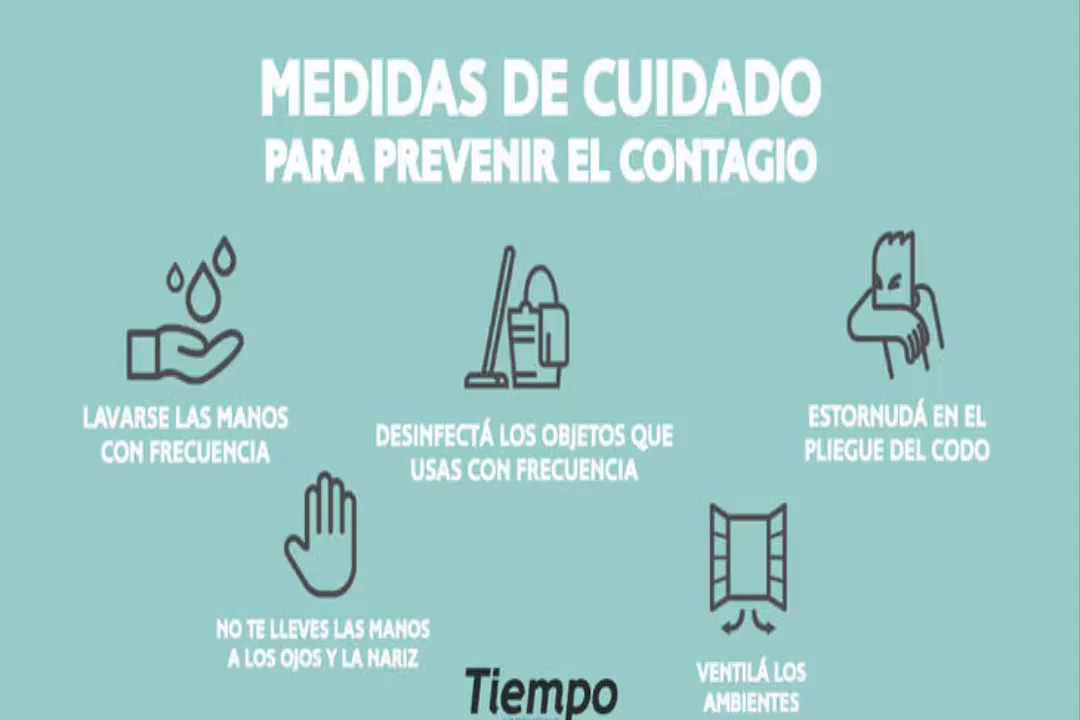 MEDIDAS DE CUIDADO
PARA PREVENIR EL CONTAGIO
LAVARSE LAS MANOS
CON FRECUENCIA
DESINFECTÁ LOS OBJETOS QUE
USAS CON FRECUENCIA
ESTORNUDÁ EN EL
PLIEGUE DEL CODO
NO TE LLEVES LAS MANOS
A LOS OJOS Y LA NARIZ
VENTILÁ LOS
AMBIENTES
Tiempo